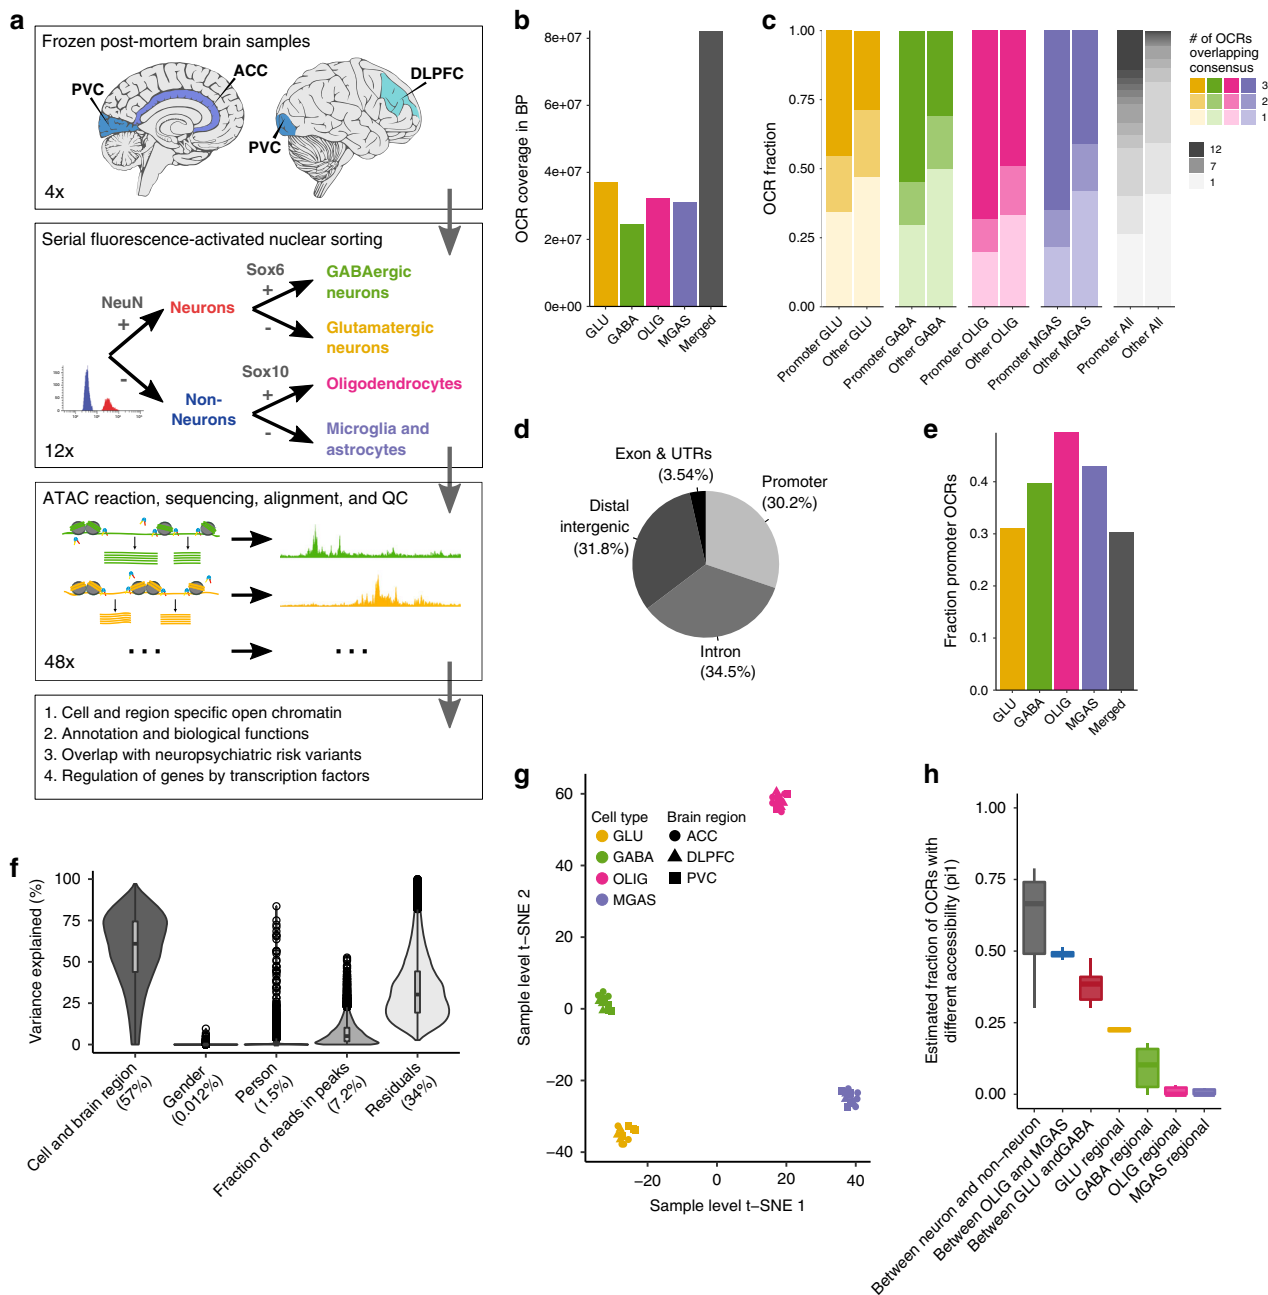 a
Frozen post-mortem brain samples
PVC
ACC
DLPFC
PVC
4x
Serial fluorescence-activated nuclear sorting
NeuN
+
-
Neurons
Non-
Neurons
Sox6
+
-
GABAergic
neurons
Glutamatergic
neurons
Sox10
+
-
Oligodendrocytes
Microglia and
astrocytes
12x
ATAC reaction, sequencing, alignment, and QC
48x
1. Cell and region specific open chromatin
2. Annotation and biological functions
3. Overlap with neuropsychiatric risk variants
4. Regulation of genes by transcription factors
b
OCR coverage in BP
8e+07
6e+07
4e+07
2e+07
0e+00
GLU
GABA
OLIG
MGAS
Merged
c
OCR fraction
1.00
0.75
0.50
0.25
0.00
Promoter GLU
Other GLU
Promoter GABA
Other GABA
Promoter OLIG
Other OLIG
Promoter MGAS
Other MGAS
Promoter All
Other All
# of OCRs
overlapping
consensus
3
2
1
12
7
1
d
Exon & UTRs
(3.54%)
Promoter
(30.2%)
Distal
intergenic
(31.8%)
Intron
(34.5%)
e
Fraction promoter OCRs
0.4
0.3
0.2
0.1
0.0
GLU
GABA
OLIG
MGAS
Merged
f
Variance explained (%)
100
75
50
25
0
Cell and brain region
(57%)
Gender
(0.012%)
Person
(1.5%)
Fraction of reads in peaks
(7.2%)
Residuals
(34%)
g
Sample level t−SNE 2
60
40
20
0
−20
−40
Cell type
GLU
GABA
OLIG
MGAS
Brain region
ACC
DLPFC
PVC
−20
0
20
40
Sample level t−SNE 1
h
Estimated fraction of OCRs with
different accessibility (pi1)
1.00
0.75
0.50
0.25
0.00
Between neuron and non−neuron
Between OLIG and MGAS
Between GLU andGABA
GLU regional
GABA regional
OLIG regional
MGAS regional